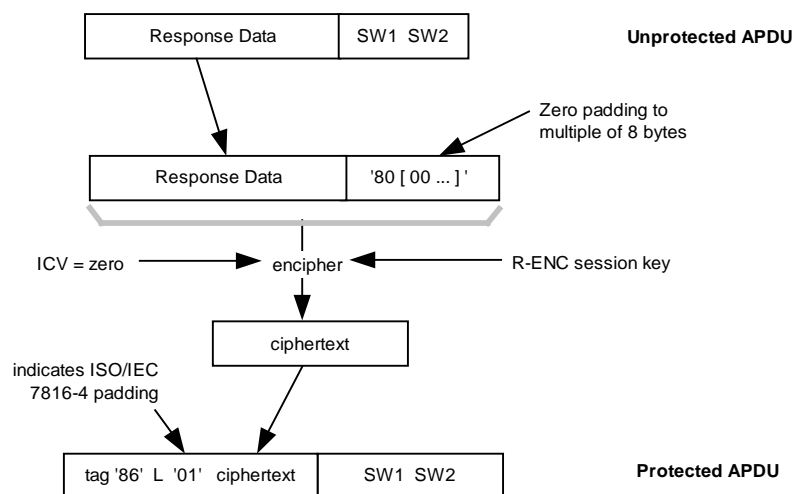 Response Data SW1 SW2 Unprotected APDU
Zero padding to
multiple of 8 bytes
Response Data '80 [ 00 ... ] '
ICV = zero encipher R-ENC session key
ciphertext
indicates ISO/IEC
7816-4 padding
tag '86' L '01' ciphertext SW1 SW2 Protected APDU